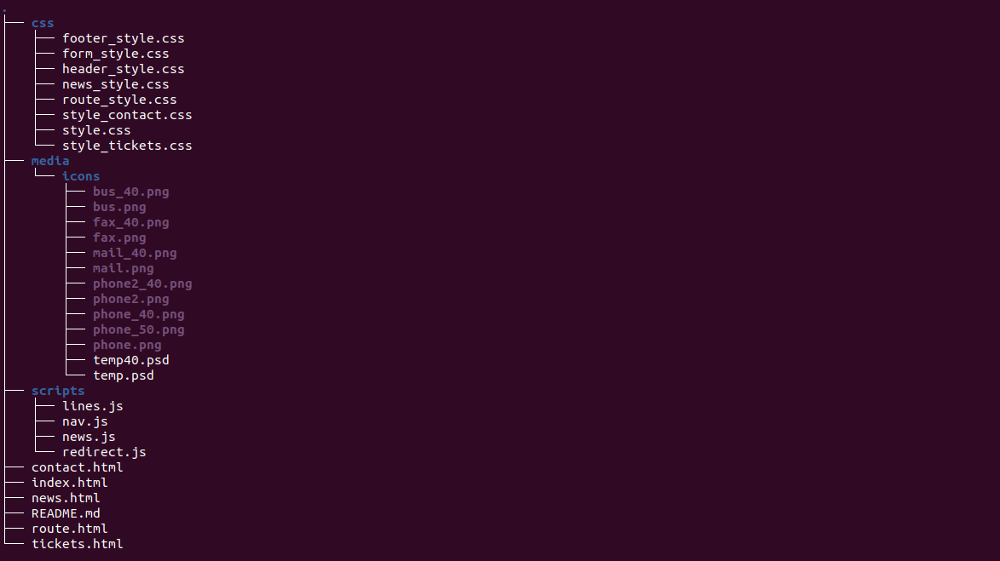 .
├── css
│   ├── footer_style.css
│   ├── form_style.css
│   ├── header_style.css
│   ├── news_style.css
│   ├── route_style.css
│   ├── style_contact.css
│   ├── style.css
│   └── style_tickets.css
├── media
│   └── icons
│       ├── bus_40.png
│       ├── bus.png
│       ├── fax_40.png
│       ├── fax.png
│       ├── mail_40.png
│       ├── mail.png
│       ├── phone2_40.png
│       ├── phone2.png
│       ├── phone_40.png
│       ├── phone_50.png
│       ├── phone.png
│       ├── temp40.psd
│       └── temp.psd
├── scripts
│   ├── lines.js
│   ├── nav.js
│   ├── news.js
│   └── redirect.js
├── contact.html
├── index.html
├── news.html
├── README.md
├── route.html
└── tickets.html